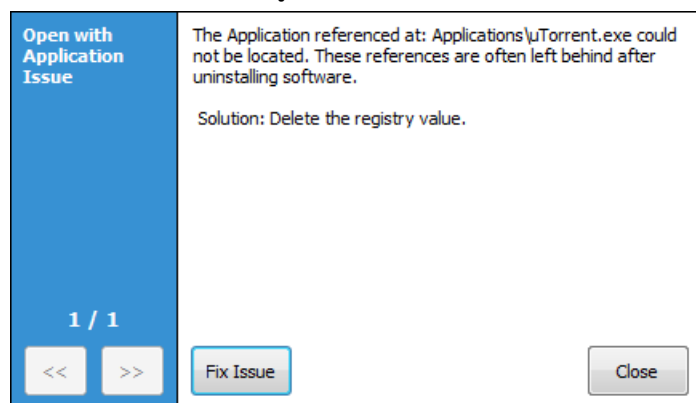 Open with
Application
Issue
The Application referenced at: Applications\µTorrent.exe could
not be located. These references are often left behind after
uninstalling software.
Solution: Delete the registry value.
1 / 1
<<
>>
Fix Issue
Close